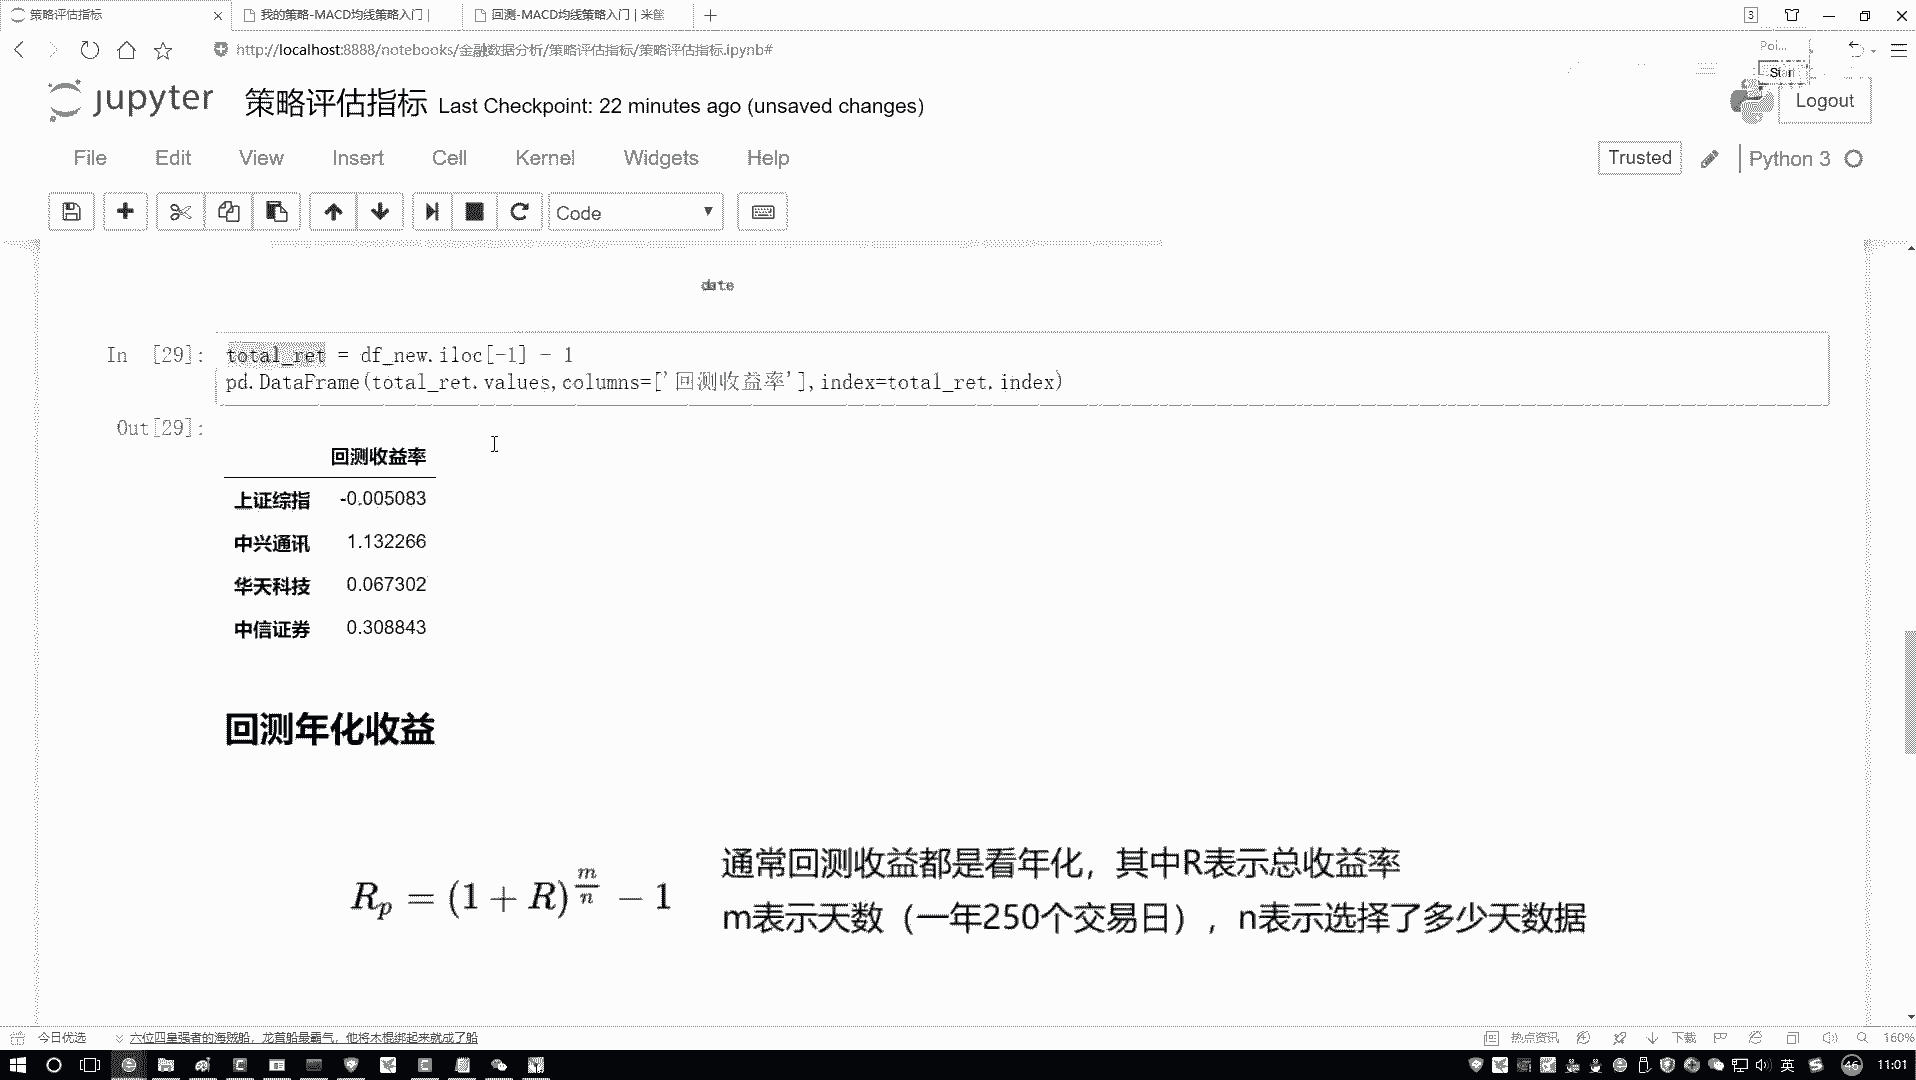 策略评估指标
我的策略-MACD均线策略入门 |
回测-MACD均线策略入门 | 米筐
3
http://localhost:8888/notebooks/金融数据分析/策略评估指标/策略评估指标.ipynb#
Poi...
Start
jupyter 策略评估指标 Last Checkpoint: 22 minutes ago (unsaved changes)
Logout
File Edit View Insert Cell Kernel Widgets Help
Trusted Python 3
Code
date
In [29]: total_ret = df_new.iloc[-1] - 1
pd.DataFrame(total_ret.values,columns=['回测收益率'],index=total_ret.index)
Out[29]:
回测收益率
上证综指 -0.005083
中兴通讯 1.132266
华天科技 0.067302
中信证券 0.308843
回测年化收益
R_p = (1 + R)^{m/n} − 1
通常回测收益都是看年化，其中R表示总收益率
m表示天数（一年250个交易日），n表示选择了多少天数据
今日优选 六位四皇强者的海贼船，龙首船最霸气，他将木棍绑起来就成了船
热点资讯 下载 160%
英 46 11:01